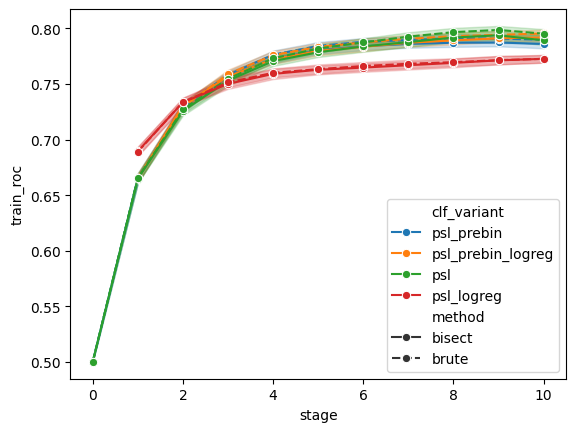 0.80
0.75
0.70
0.65
0.60
0.55
0.50
train_roc
0 2 4 6 8 10
stage
clf_variant
psl_prebin
psl_prebin_logreg
psl
psl_logreg
method
bisect
brute